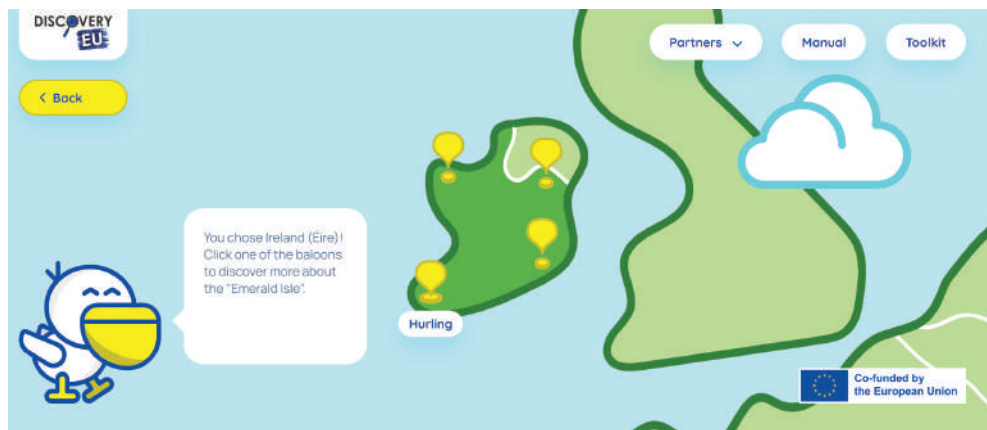 DISCOVERY
EU
Partners
Manual
Toolkit
Back
You chose Ireland (Éire)!
Click one of the baloons
to discover more about
the "Emerald Isle".
Hurling
Co-funded by
the European Union